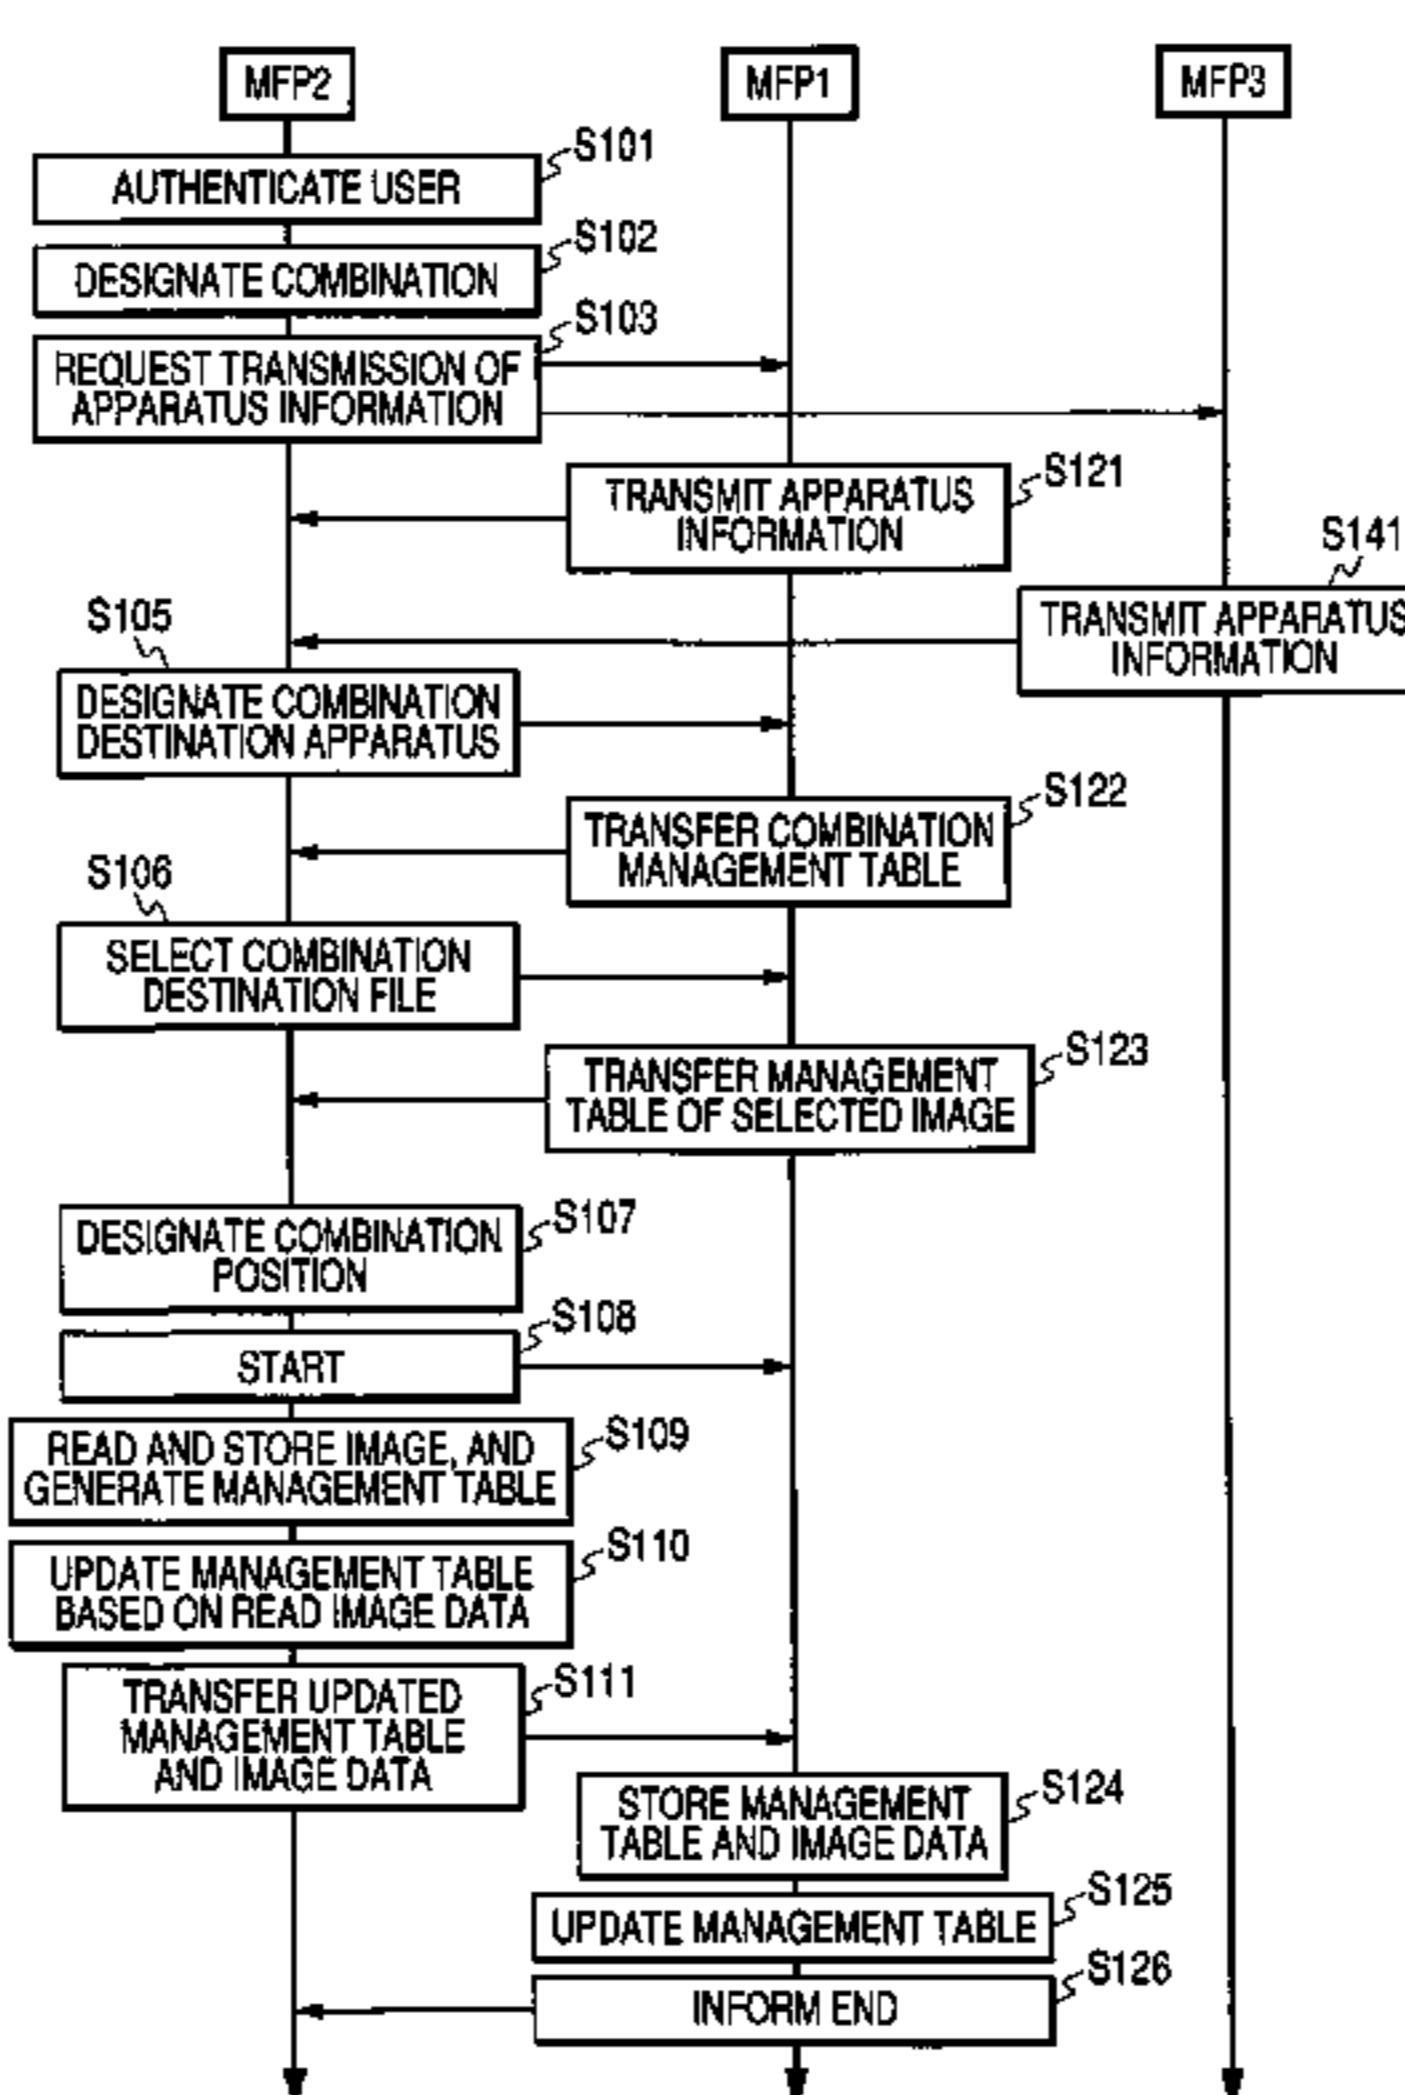 MFP2
MFP1
MFP3
S101
AUTHENTICATE USER
S102
DESIGNATE COMBINATION
S103
REQUEST TRANSMISSION OF
APPARATUS INFORMATION
S121
TRANSMIT APPARATUS
INFORMATION
S141
TRANSMIT APPARATUS
INFORMATION
S105
DESIGNATE COMBINATION
DESTINATION APPARATUS
S122
TRANSFER COMBINATION
MANAGEMENT TABLE
S106
SELECT COMBINATION
DESTINATION FILE
S123
TRANSFER MANAGEMENT
TABLE OF SELECTED IMAGE
S107
DESIGNATE COMBINATION
POSITION
S108
START
S109
READ AND STORE IMAGE, AND
GENERATE MANAGEMENT TABLE
S110
UPDATE MANAGEMENT TABLE
BASED ON READ IMAGE DATA
S111
TRANSFER UPDATED
MANAGEMENT TABLE
AND IMAGE DATA
S124
STORE MANAGEMENT
TABLE AND IMAGE DATA
S125
UPDATE MANAGEMENT TABLE
S126
INFORM END